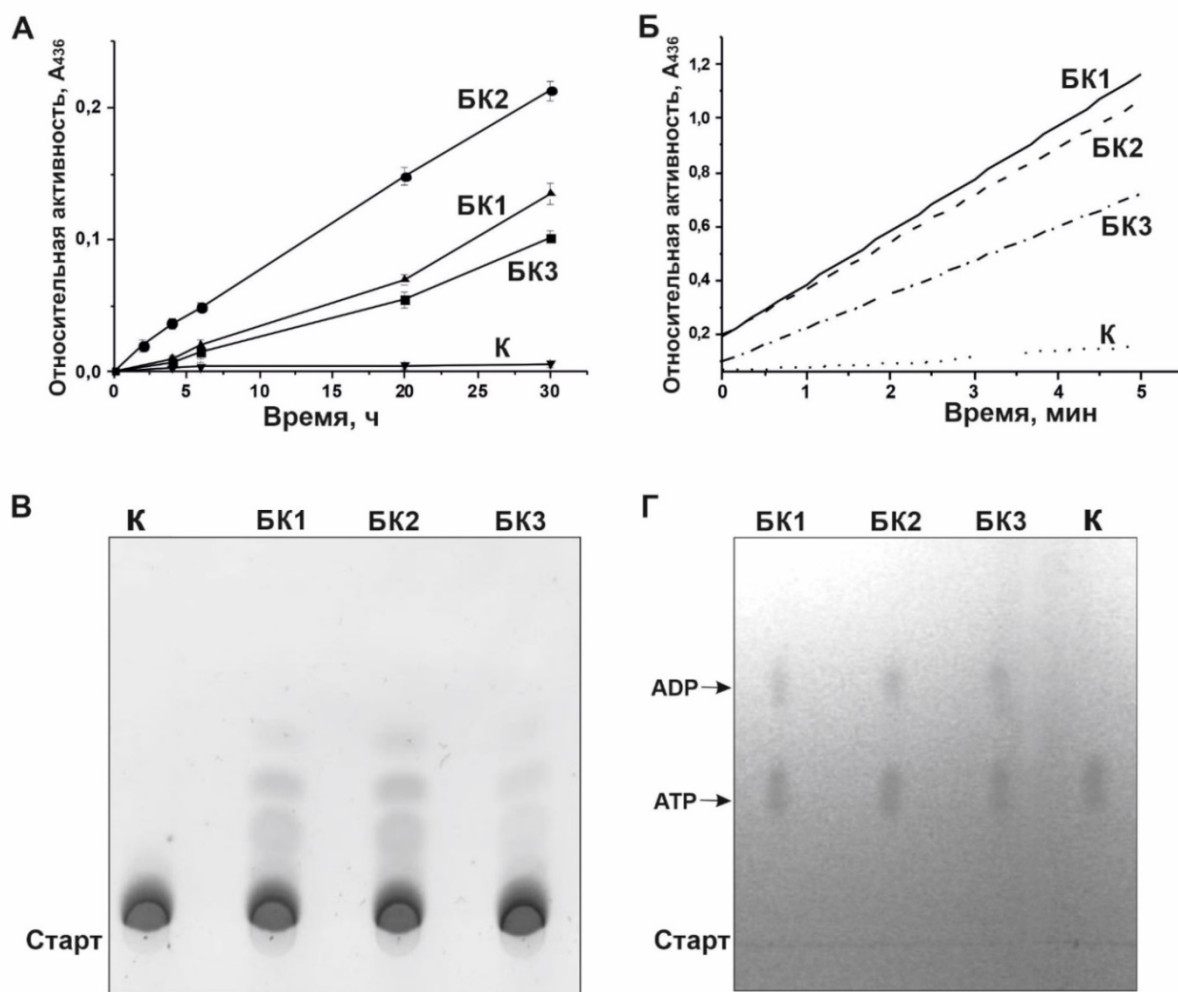 А
Относительная активность, А436
0,2
0,1
0,0
БК2
БК1
БК3
К
0 5 10 15 20 25 30
Время, ч
Б
Относительная активность, А436
1,2
1,0
0,8
0,6
0,4
0,2
БК1
БК2
БК3
К
0 1 2 3 4 5
Время, мин
В
К БК1 БК2 БК3
Старт
Г
БК1 БК2 БК3 К
ADP
ATP
Старт